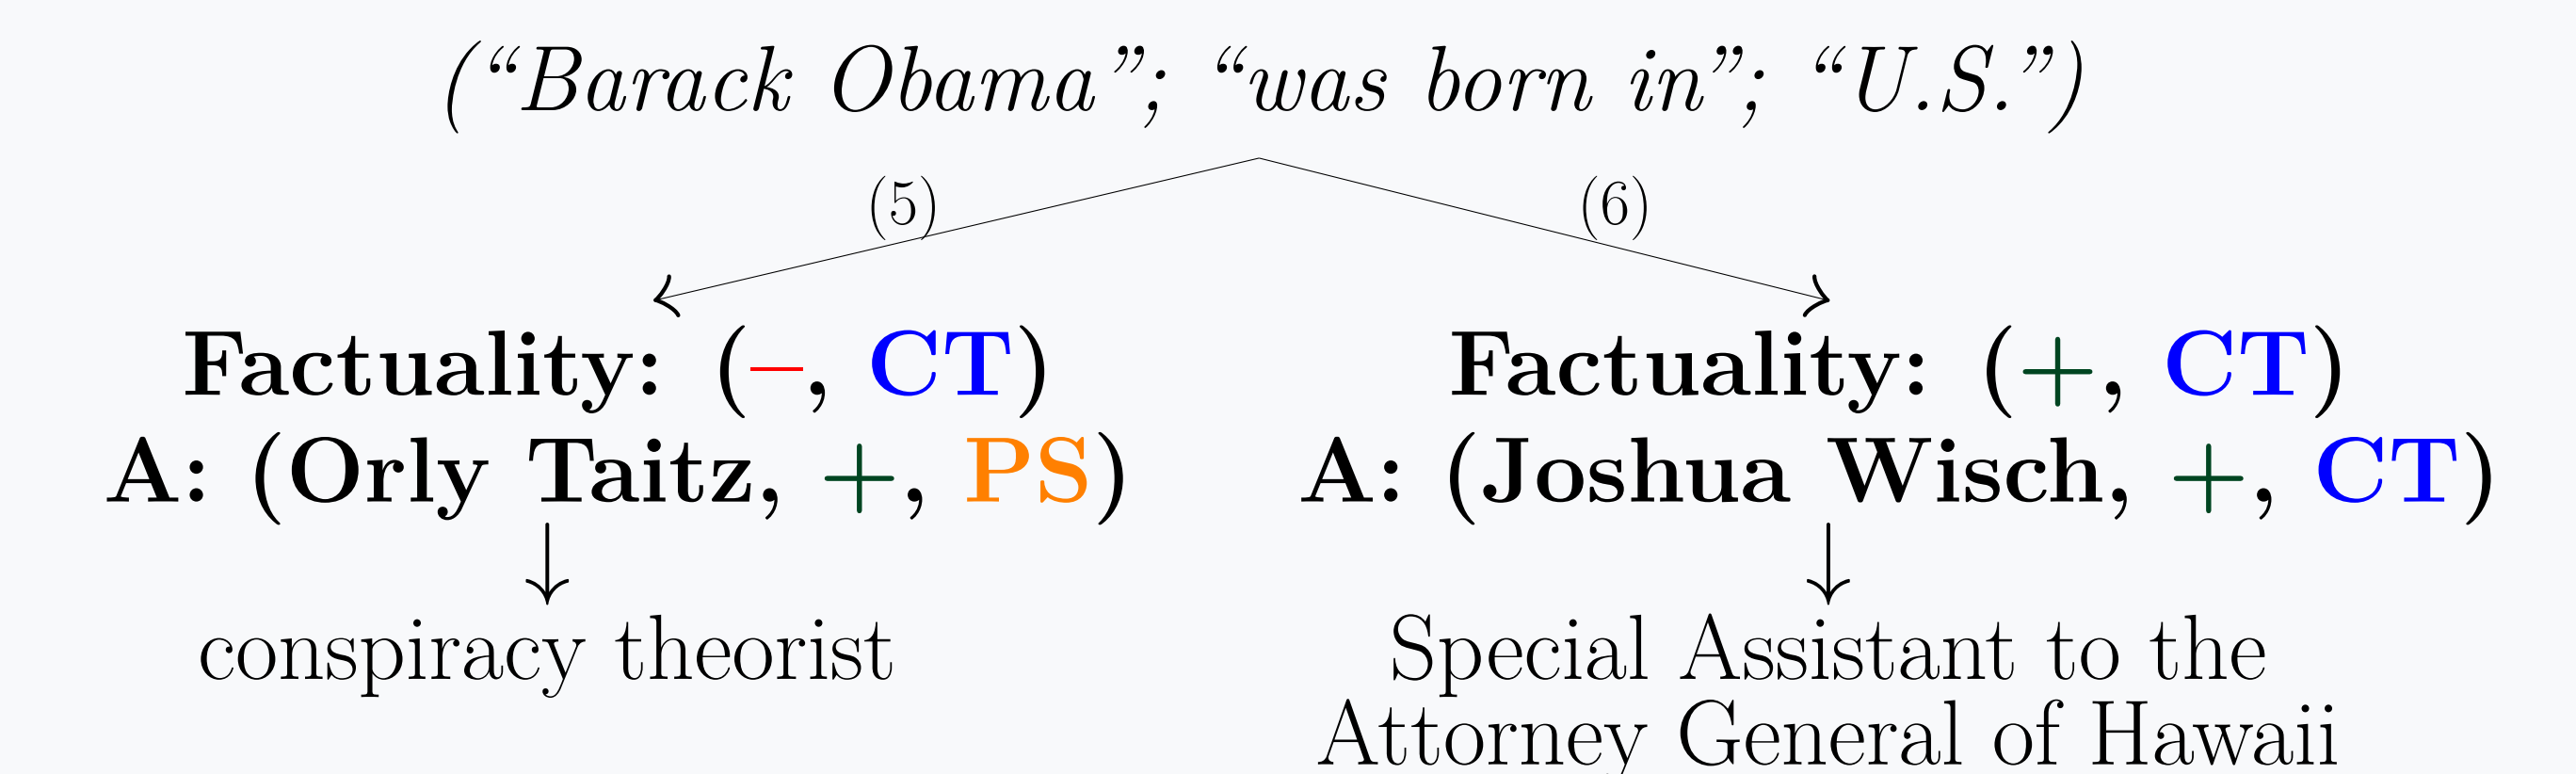 (“Barack Obama”; “was born in”; “U.S.”)
(5) (6)
Factuality: (–, CT) Factuality: (+, CT)
A: (Orly Taitz, +, PS) A: (Joshua Wisch, +, CT)
conspiracy theorist Special Assistant to the
Attorney General of Hawaii